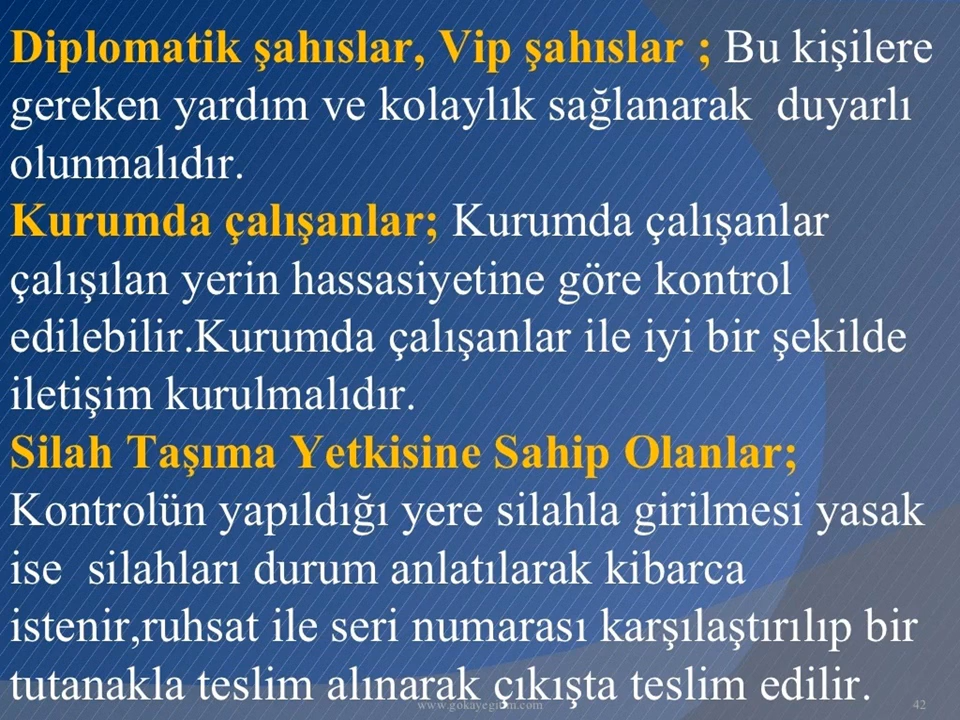 Diplomatik şahıslar, Vip şahıslar ; Bu kişilere
gereken yardım ve kolaylık sağlanarak  duyarlı
olunmalıdır.
Kurumda çalışanlar; Kurumda çalışanlar
çalışılan yerin hassasiyetine göre kontrol
edilebilir.Kurumda çalışanlar ile iyi bir şekilde
iletişim kurulmalıdır.
Silah Taşıma Yetkisine Sahip Olanlar;
Kontrolün yapıldığı yere silahla girilmesi yasak
ise  silahları durum anlatılarak kibarca
istenir,ruhsat ile seri numarası karşılaştırılıp bir
tutanakla teslim alınarak çıkışta teslim edilir.
www.gokayegitim.com
42